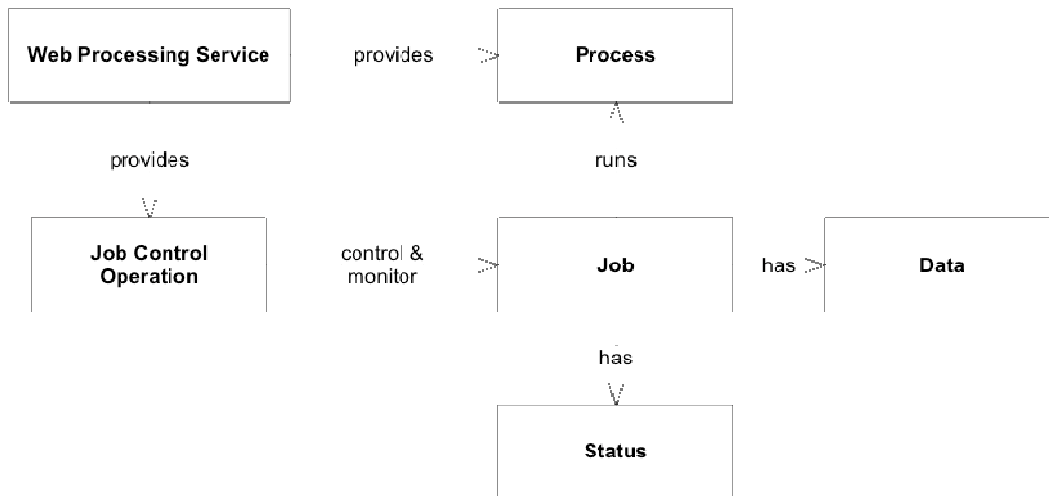 Web Processing Service
provides
Process
provides
runs
Job Control
Operation
control &
monitor
Job
has
Data
has
Status